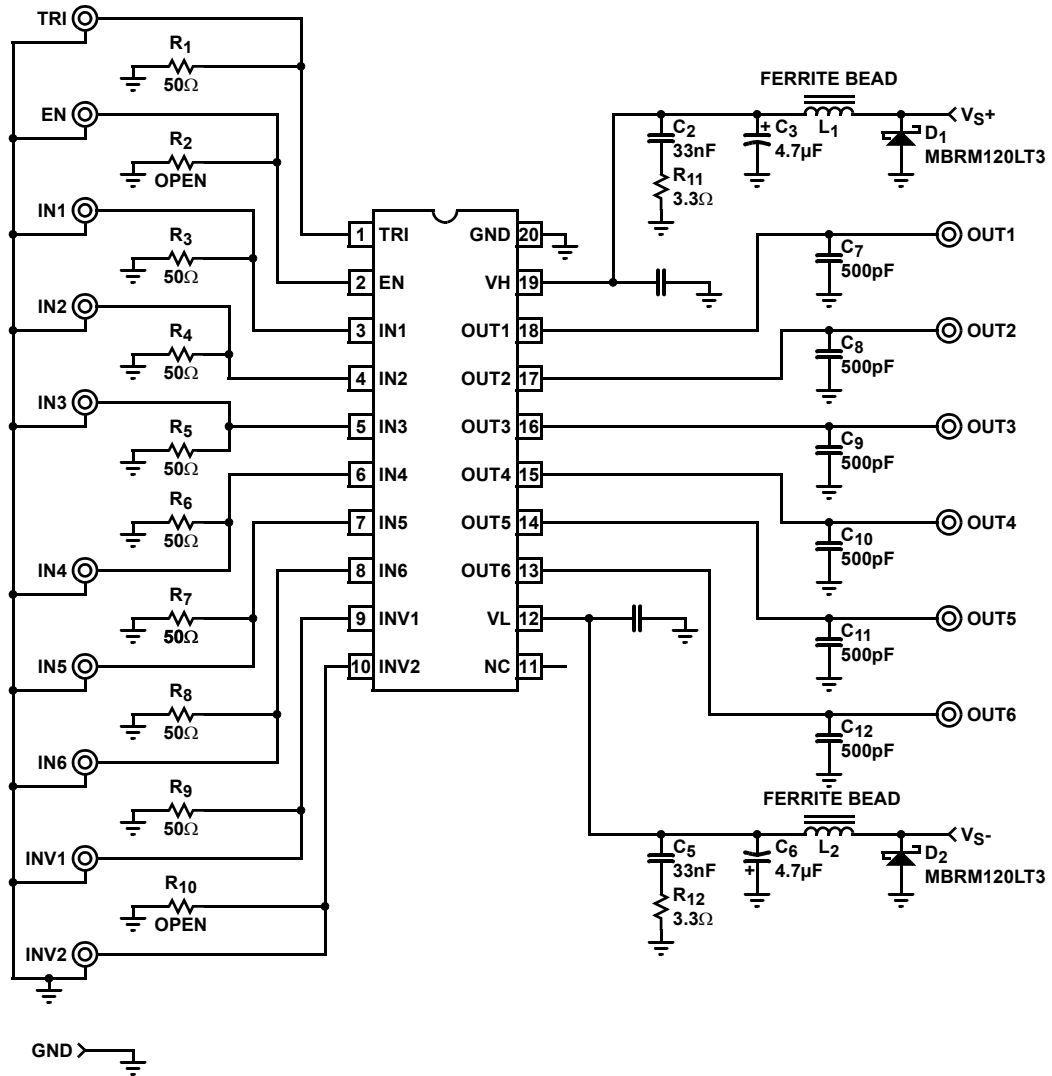 TRI
R1
50Ω
EN
R2
OPEN
IN1
R3
50Ω
IN2
R4
50Ω
IN3
R5
50Ω
R6
50Ω
IN4
R7
50Ω
IN5
R8
50Ω
IN6
R9
50Ω
INV1
R10
OPEN
INV2
GND
1 TRI
2 EN
3 IN1
4 IN2
5 IN3
6 IN4
7 IN5
8 IN6
9 INV1
10 INV2
GND 20
VH 19
OUT1 18
OUT2 17
OUT3 16
OUT4 15
OUT5 14
OUT6 13
VL 12
NC 11
FERRITE BEAD
L1
VS+
C2
33nF
R11
3.3Ω
+ C3
4.7µF
D1
MBRM120LT3
OUT1
C7
500pF
OUT2
C8
500pF
OUT3
C9
500pF
OUT4
C10
500pF
OUT5
C11
500pF
OUT6
C12
500pF
FERRITE BEAD
L2
VS-
C5
33nF
R12
3.3Ω
C6
+ 4.7µF
D2
MBRM120LT3